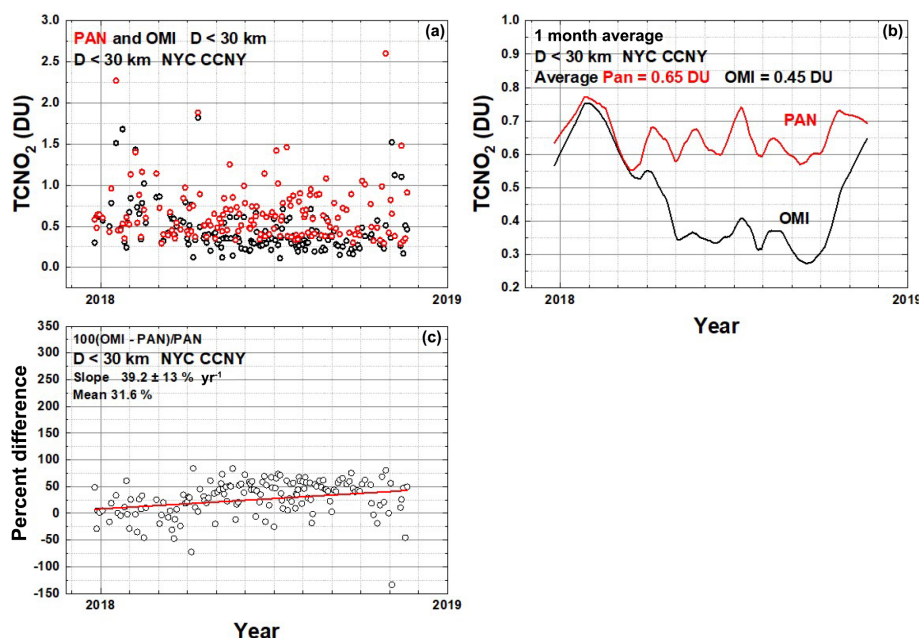 (a)
PAN and OMI D < 30 km
D < 30 km NYC CCNY
TCNO₂ (DU)
3.0
2.5
2.0
1.5
1.0
0.5
0.0
2018
2019
(b)
1 month average
D < 30 km NYC CCNY
Average Pan = 0.65 DU OMI = 0.45 DU
PAN
OMI
TCNO₂ (DU)
1.0
0.9
0.8
0.7
0.6
0.5
0.4
0.3
0.2
2018
2019
Year
(c)
100(OMI - PAN)/PAN
D < 30 km NYC CCNY
Slope 39.2 ± 13 % yr⁻¹
Mean 31.6 %
Percent difference
350
300
250
200
150
100
50
0
-50
-100
-150
2018
2019
Year